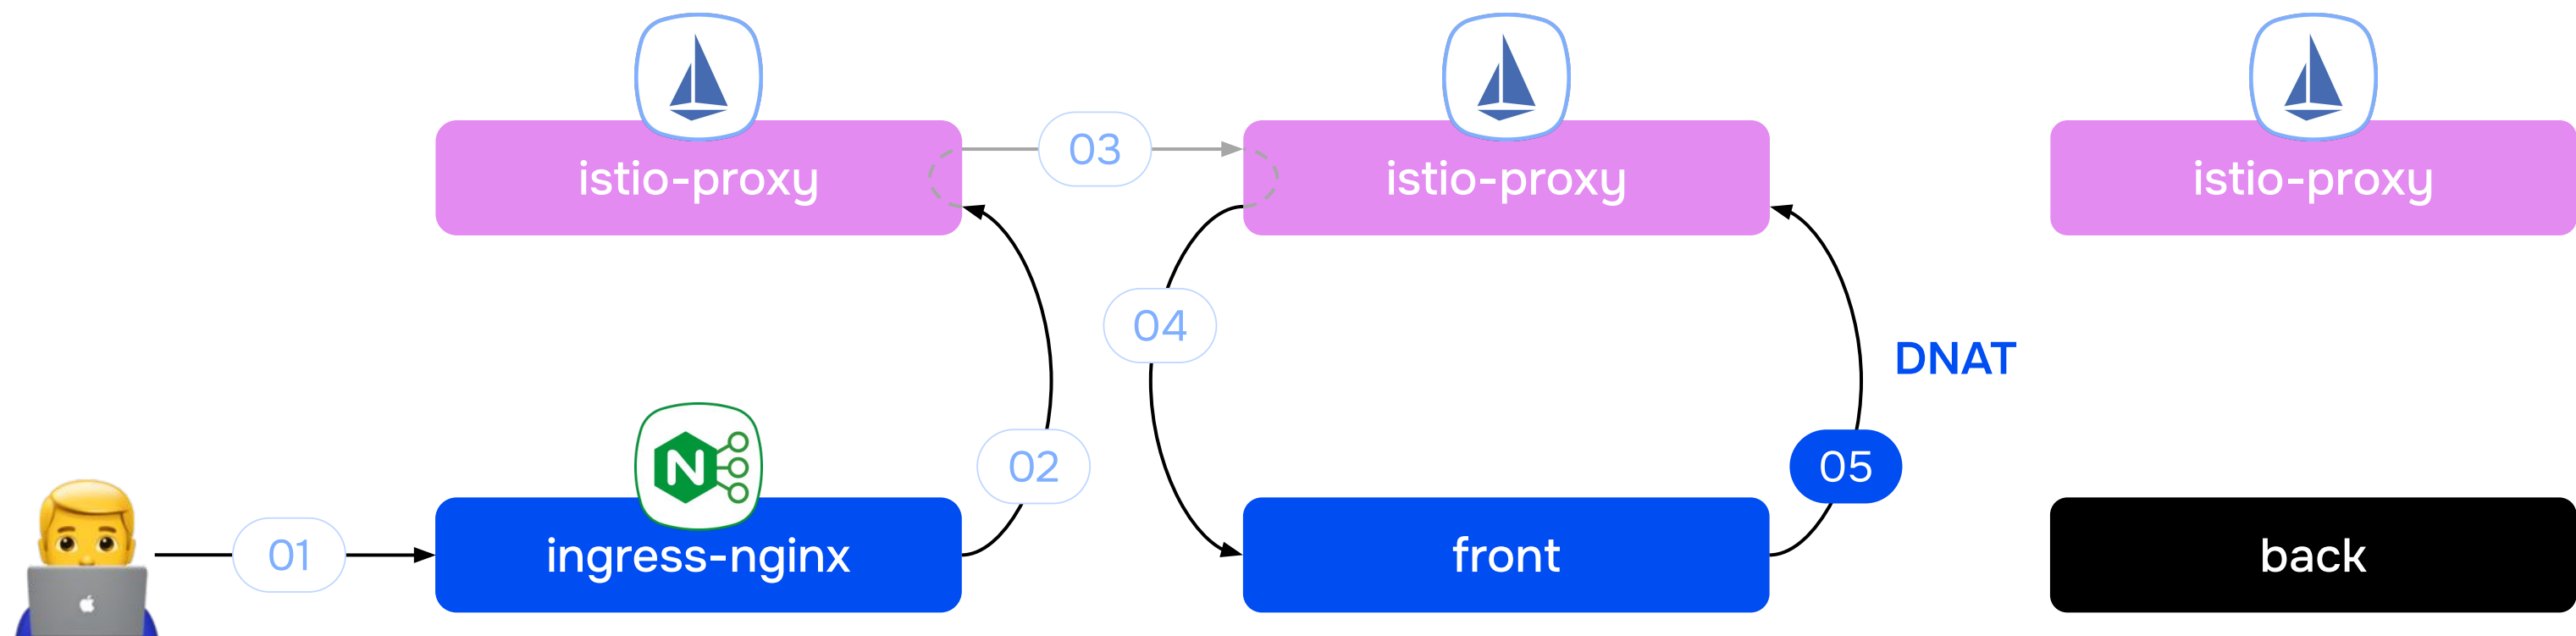 istio-proxy
03
istio-proxy
istio-proxy
04
DNAT
02
05
01
ingress-nginx
front
back
N